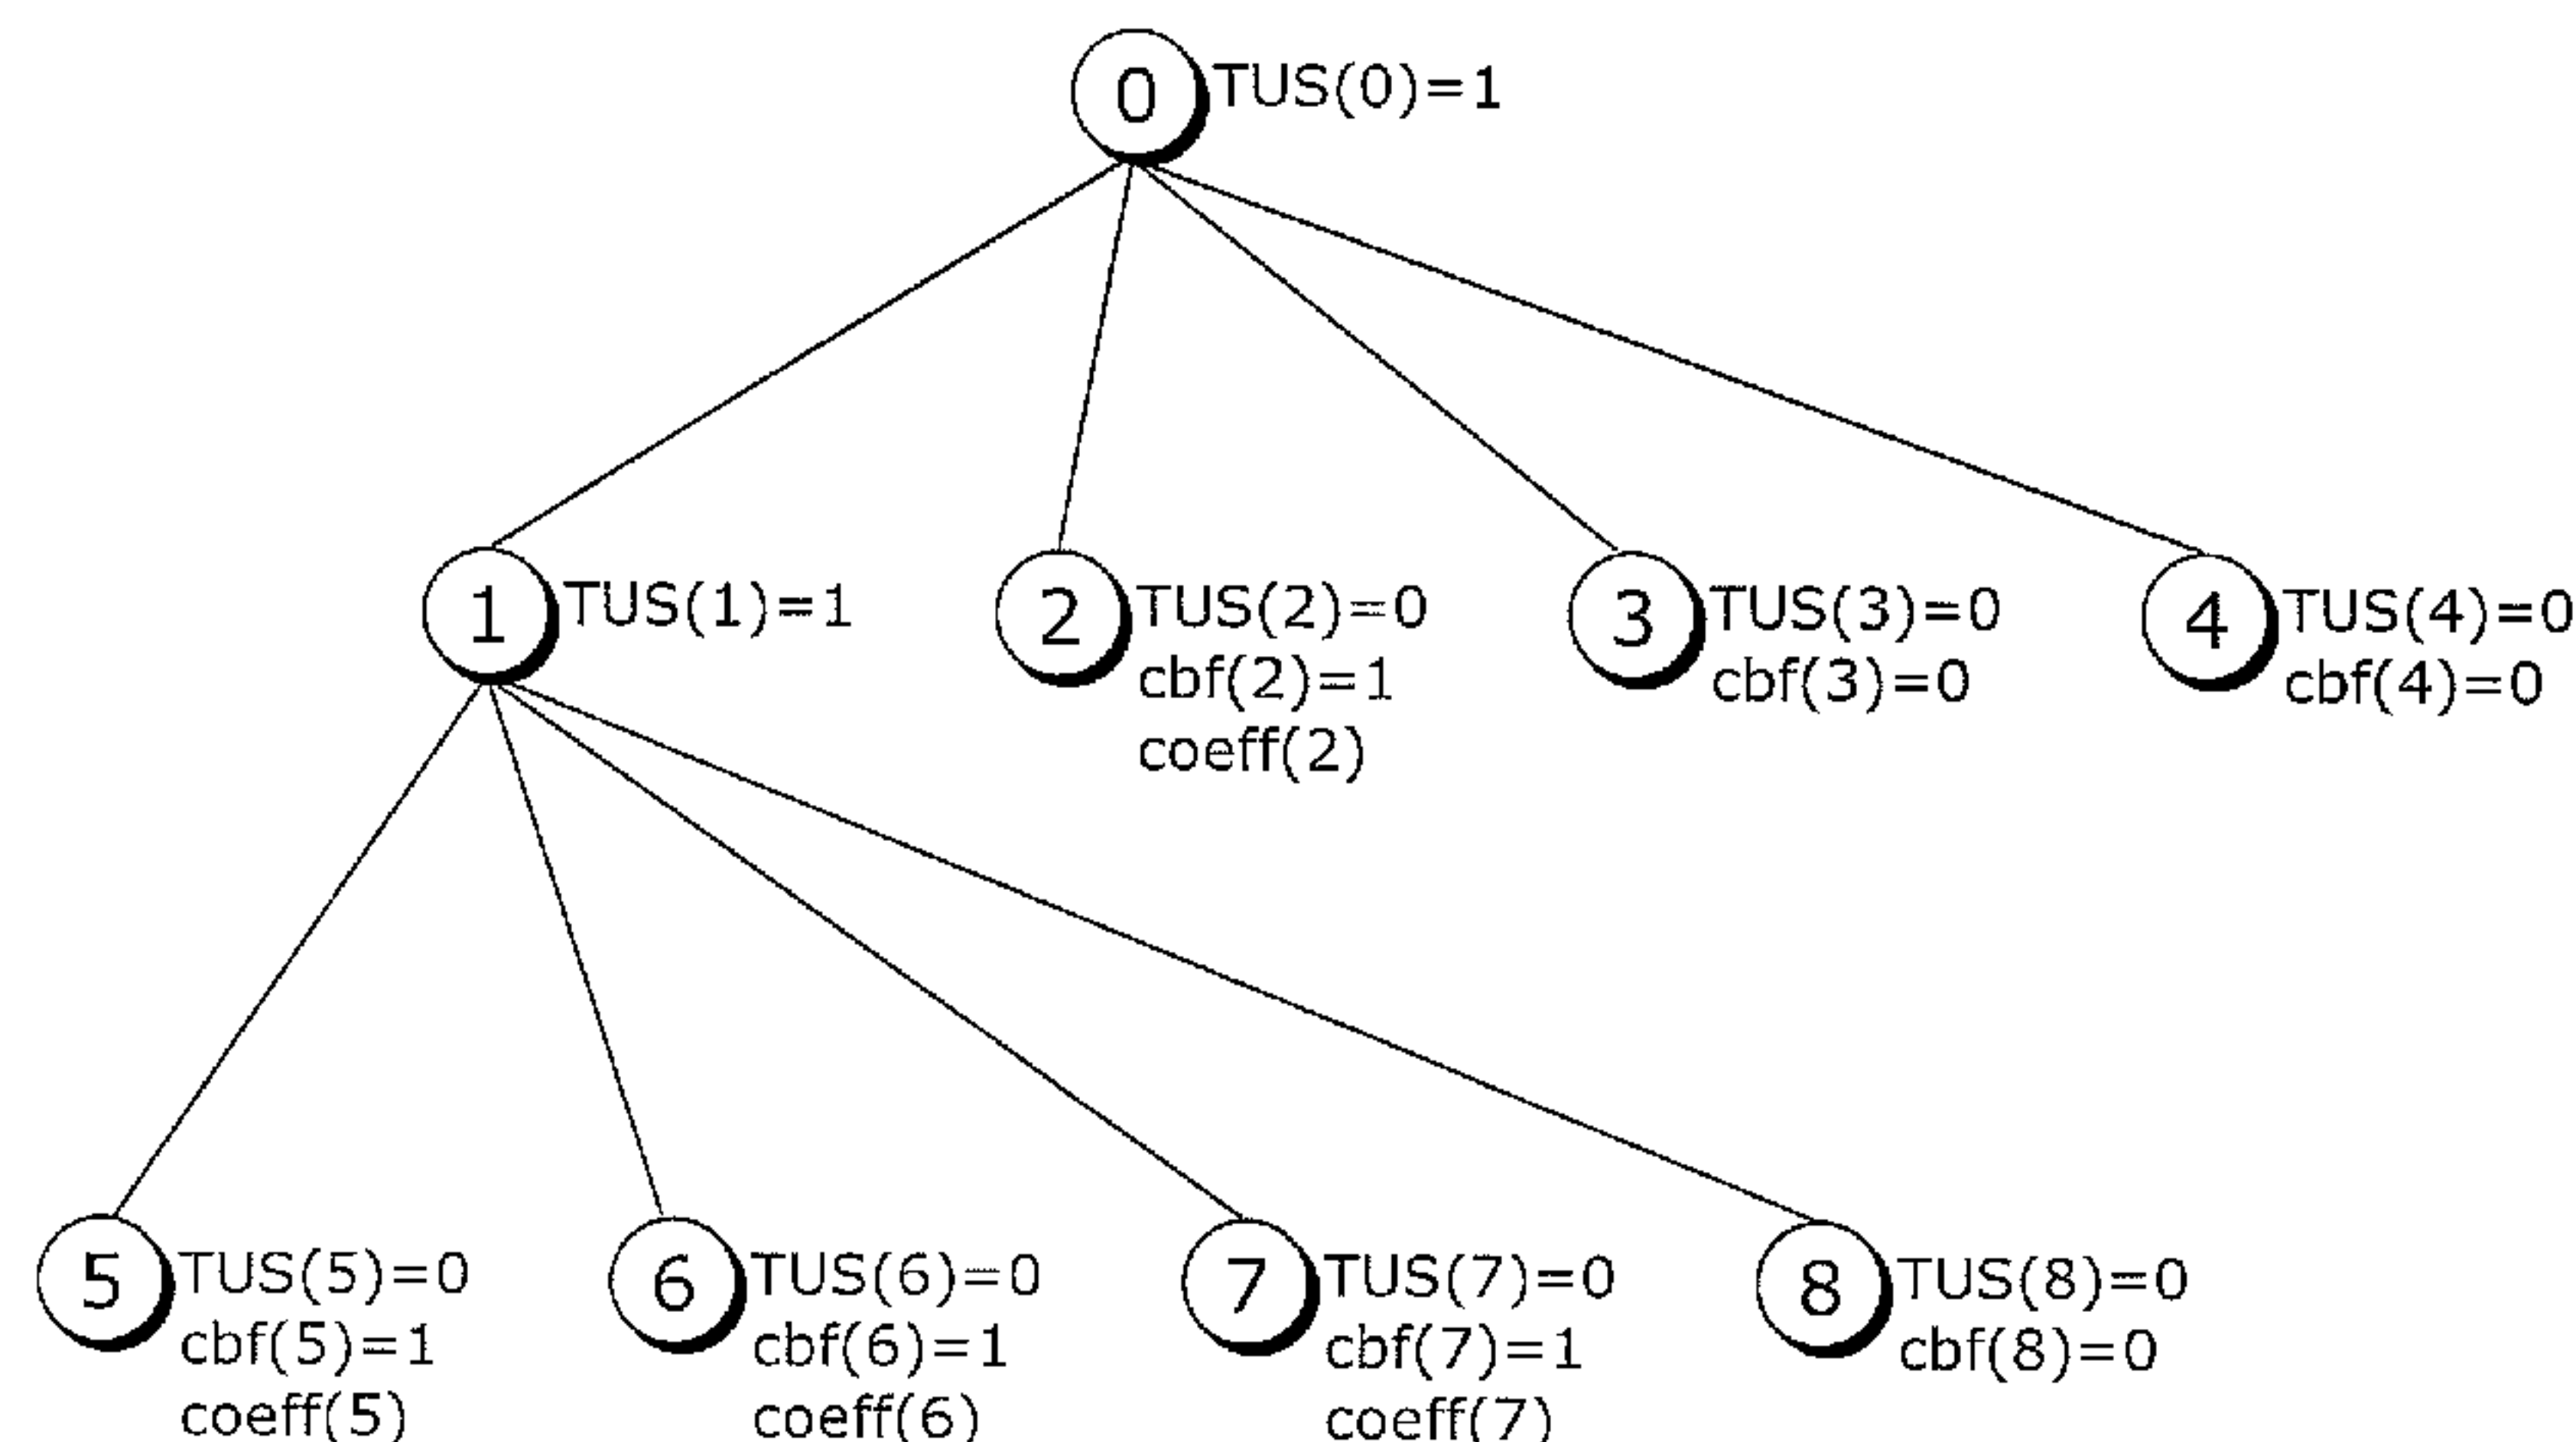 0 TUS(0)=1
1 TUS(1)=1
2 TUS(2)=0
cbf(2)=1
coeff(2)
3 TUS(3)=0
cbf(3)=0
4 TUS(4)=0
cbf(4)=0
5 TUS(5)=0
cbf(5)=1
coeff(5)
6 TUS(6)=0
cbf(6)=1
coeff(6)
7 TUS(7)=0
cbf(7)=1
coeff(7)
8 TUS(8)=0
cbf(8)=0